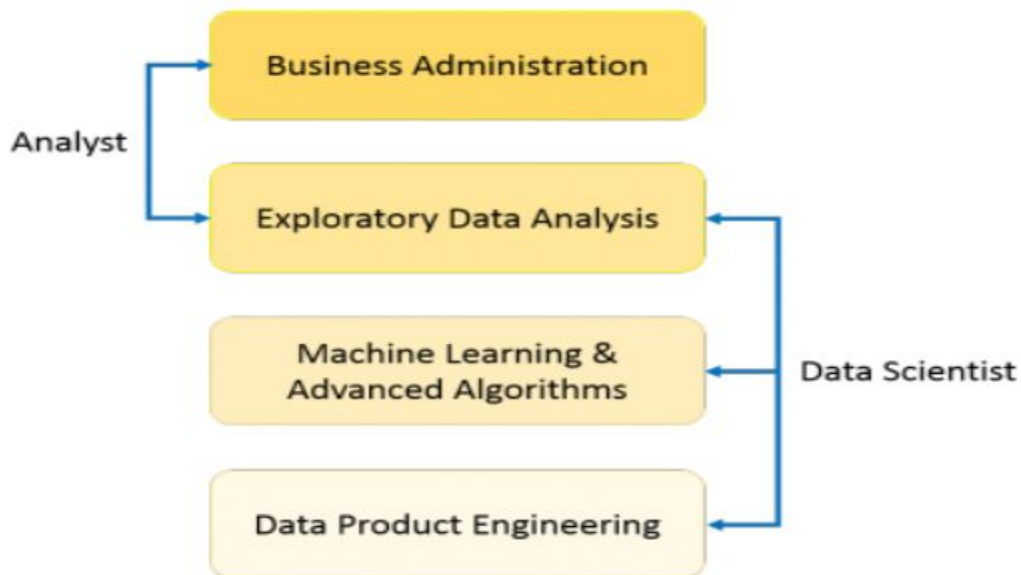 Business Administration
Analyst
Exploratory Data Analysis
Machine Learning &
Advanced Algorithms
Data Scientist
Data Product Engineering